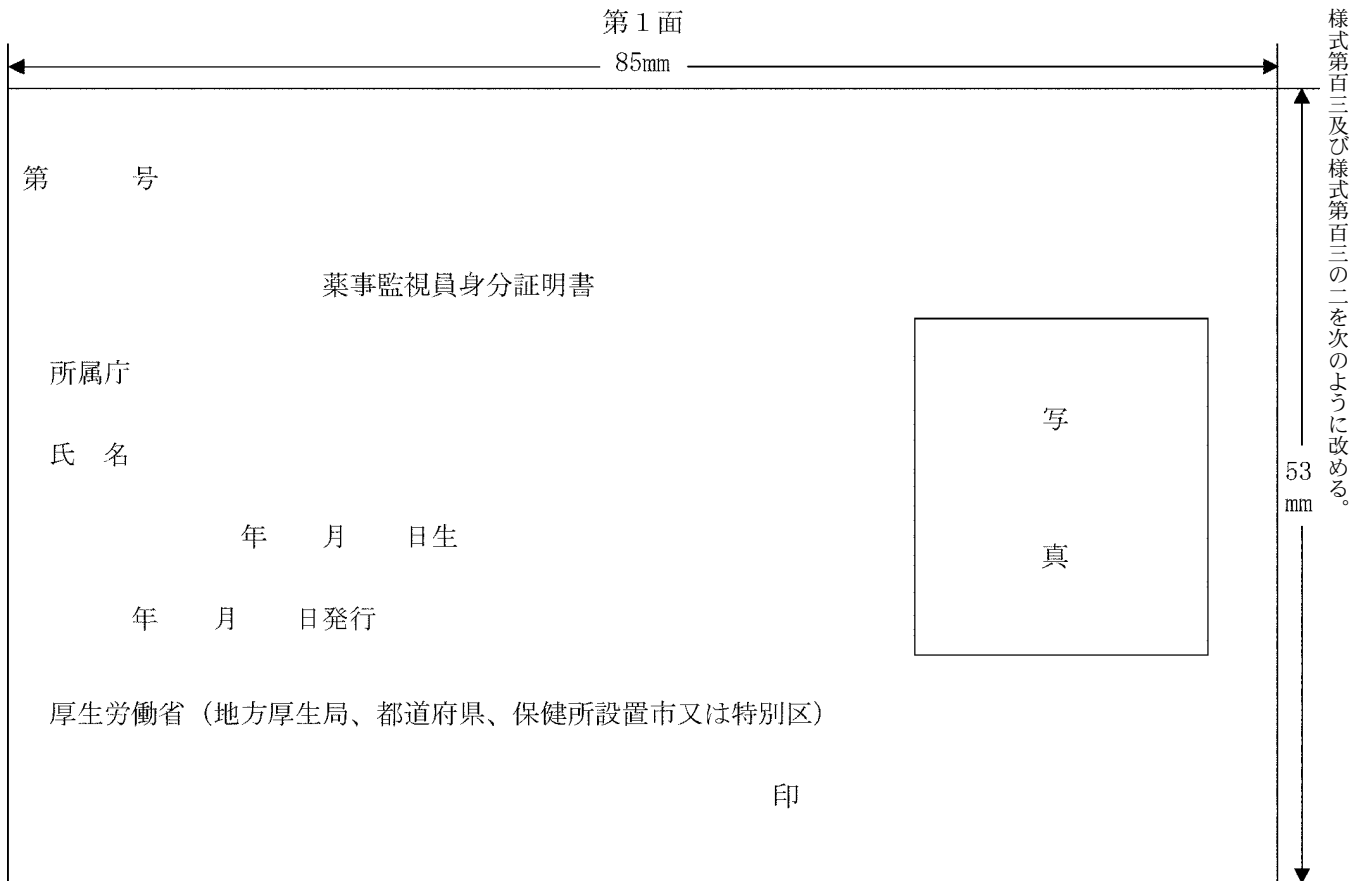 様式第百三及び様式第百三の二を次のように改める。
第１面
85mm
53
mm
第　　　号
薬事監視員身分証明書
所属庁
氏　名
年　　月　　日生
年　　月　　日発行
厚生労働省（地方厚生局、都道府県、保健所設置市又は特別区）
印
写
真